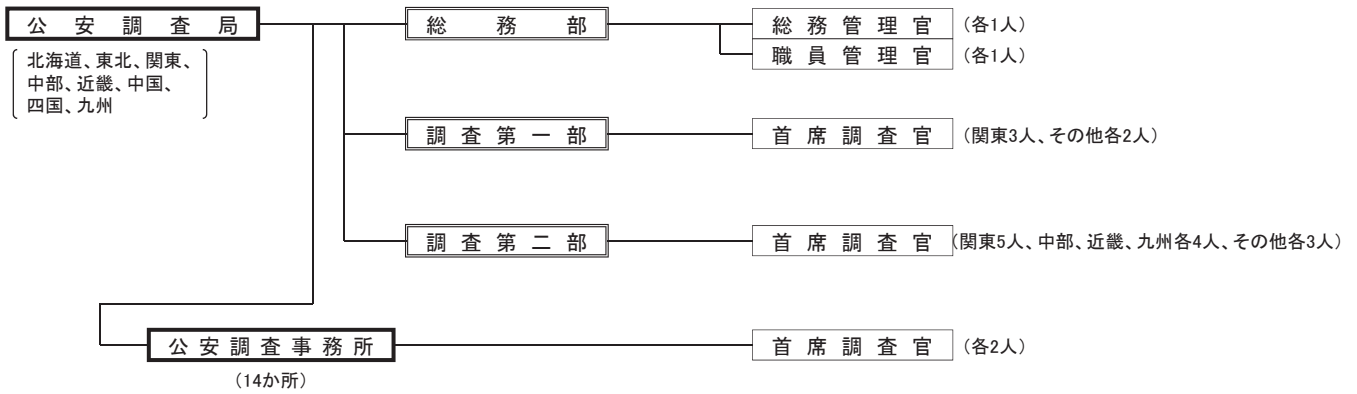 公安調査局
北海道、東北、関東、
中部、近畿、中国、
四国、九州
総務部
総務管理官 (各1人)
職員管理官 (各1人)
調査第一部
首席調査官 (関東3人、その他各2人)
調査第二部
首席調査官 (関東5人、中部、近畿、九州各4人、その他各3人)
公安調査事務所
(14か所)
首席調査官 (各2人)